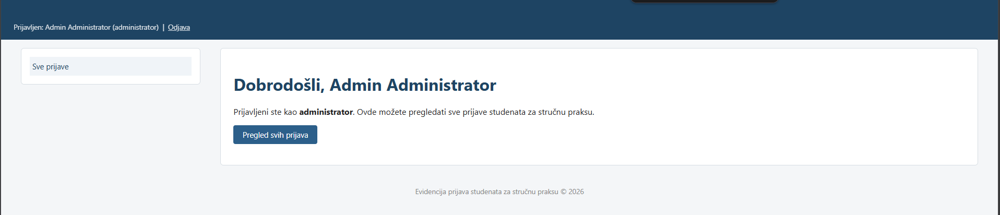 Prijavljen: Admin Administrator (administrator) | Odjava
Sve prijave
Dobrodošli, Admin Administrator
Prijavljeni ste kao administrator. Ovde možete pregledati sve prijave studenata za stručnu praksu.
Pregled svih prijava
Evidencija prijava studenata za stručnu praksu © 2026